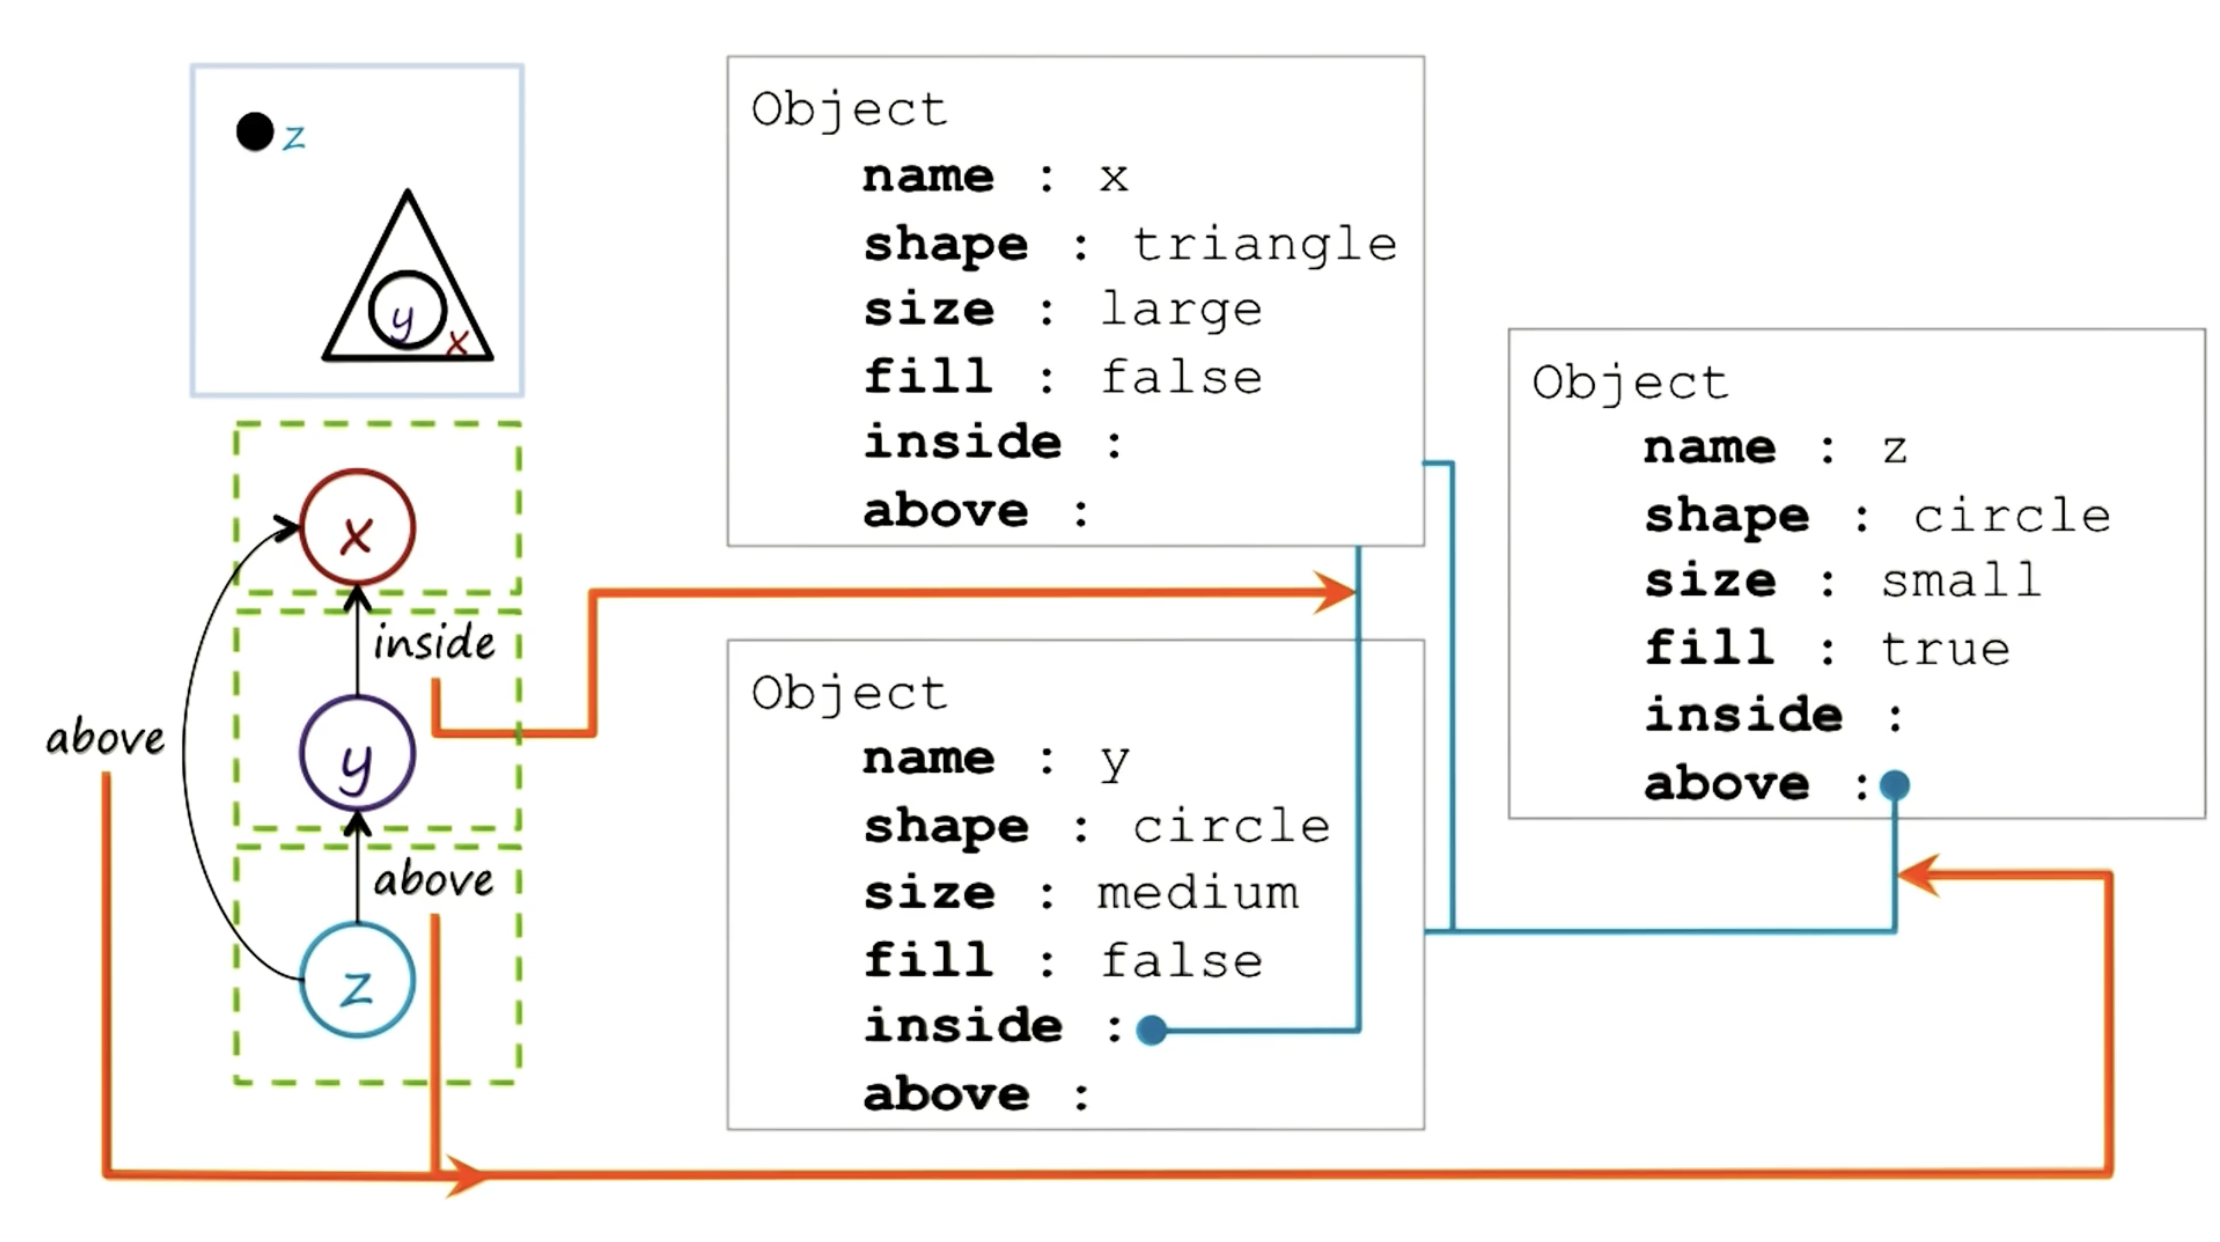 z
y
x
x
inside
y
above
above
z
Object
name : x
shape : triangle
size : large
fill : false
inside :
above :
Object
name : y
shape : circle
size : medium
fill : false
inside :
above :
Object
name : z
shape : circle
size : small
fill : true
inside :
above :